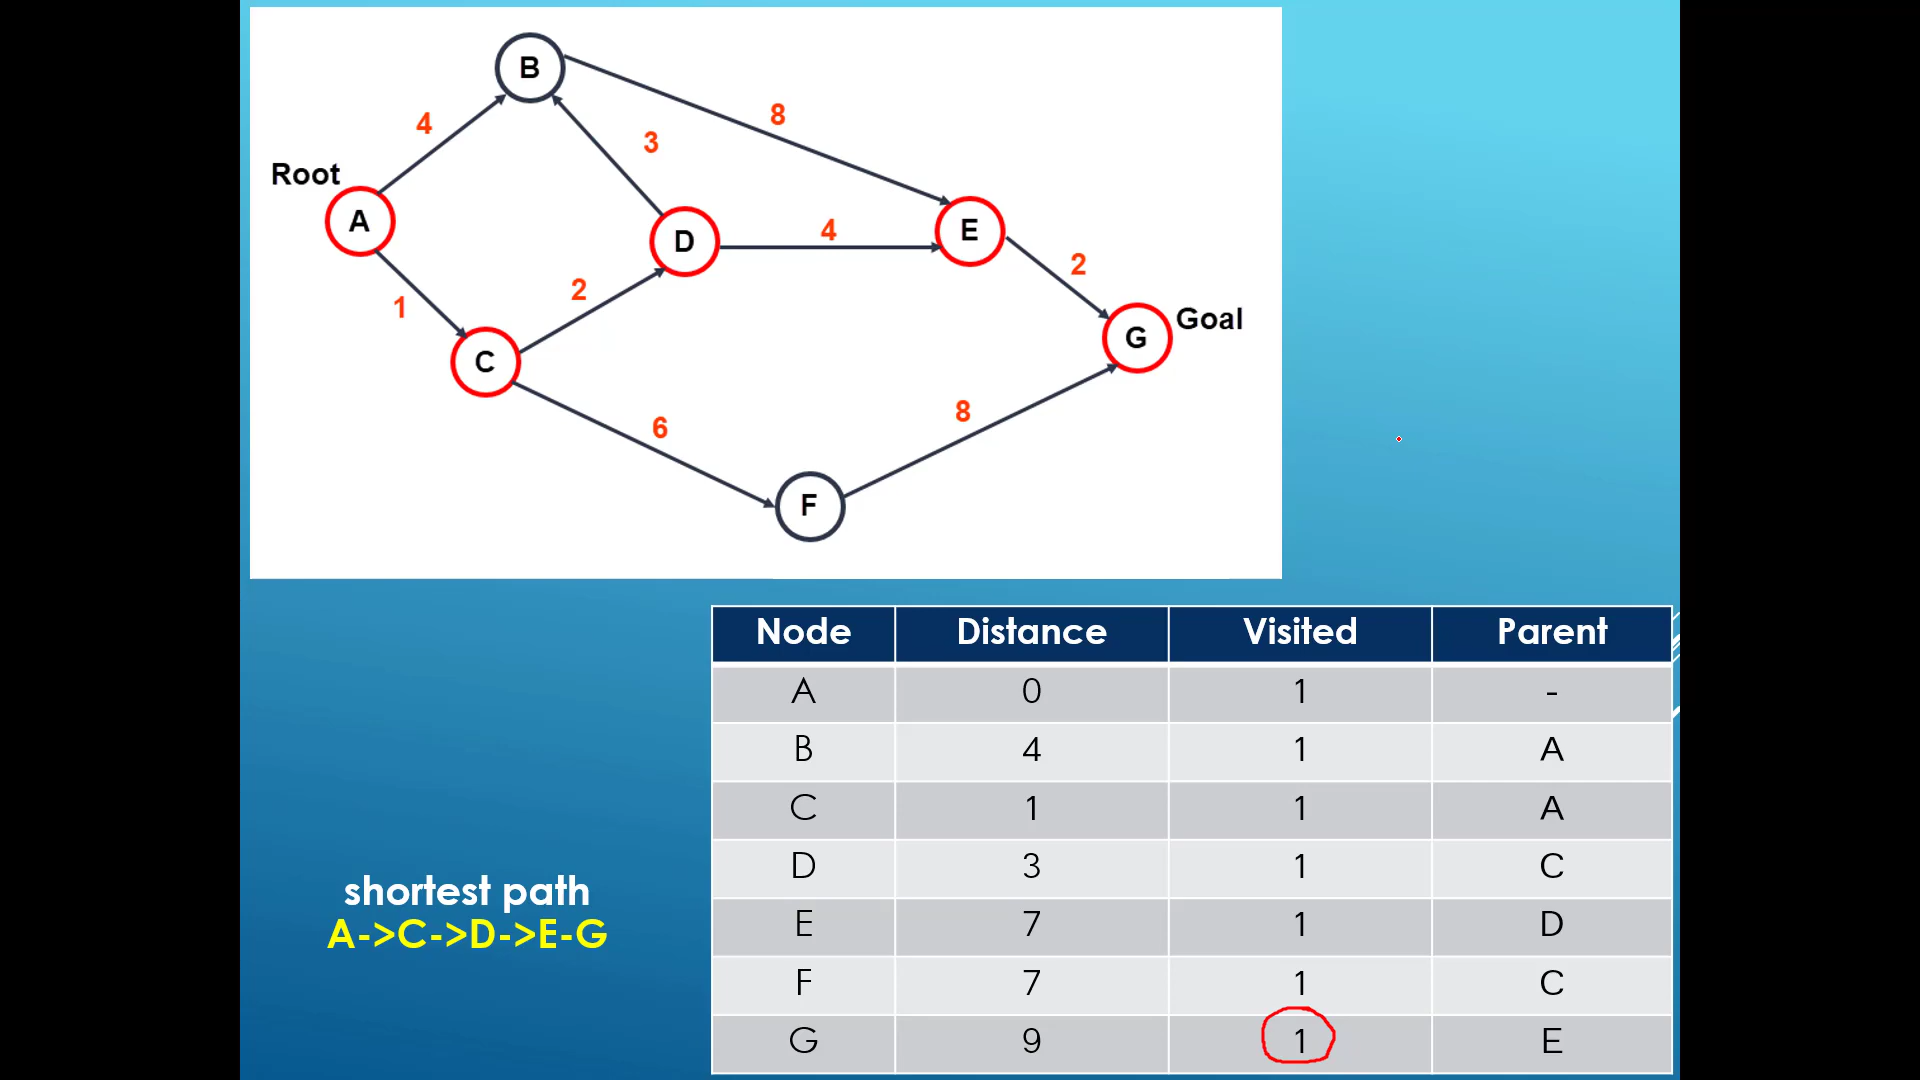 B
4
8
3
Root
A
D
4
E
2
1
2
C
G
Goal
6
8
F
Node Distance Visited Parent
A 0 1 -
B 4 1 A
C 1 1 A
D 3 1 C
E 7 1 D
F 7 1 C
G 9 1 E
shortest path
A->C->D->E-G